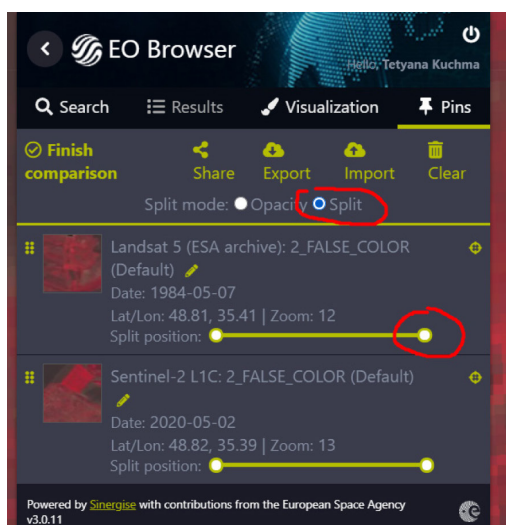 EO Browser
Hello, Tetyana Kuchma
Search Results Visualization Pins
Finish comparison Share Export Import Clear
Split mode: Opacity Split
Landsat 5 (ESA archive): 2_FALSE_COLOR
(Default)
Date: 1984-05-07
Lat/Lon: 48.81, 35.41 | Zoom: 12
Split position:
Sentinel-2 L1C: 2_FALSE_COLOR (Default)
Date: 2020-05-02
Lat/Lon: 48.82, 35.39 | Zoom: 13
Split position:
Powered by Sinergise with contributions from the European Space Agency
v3.0.11